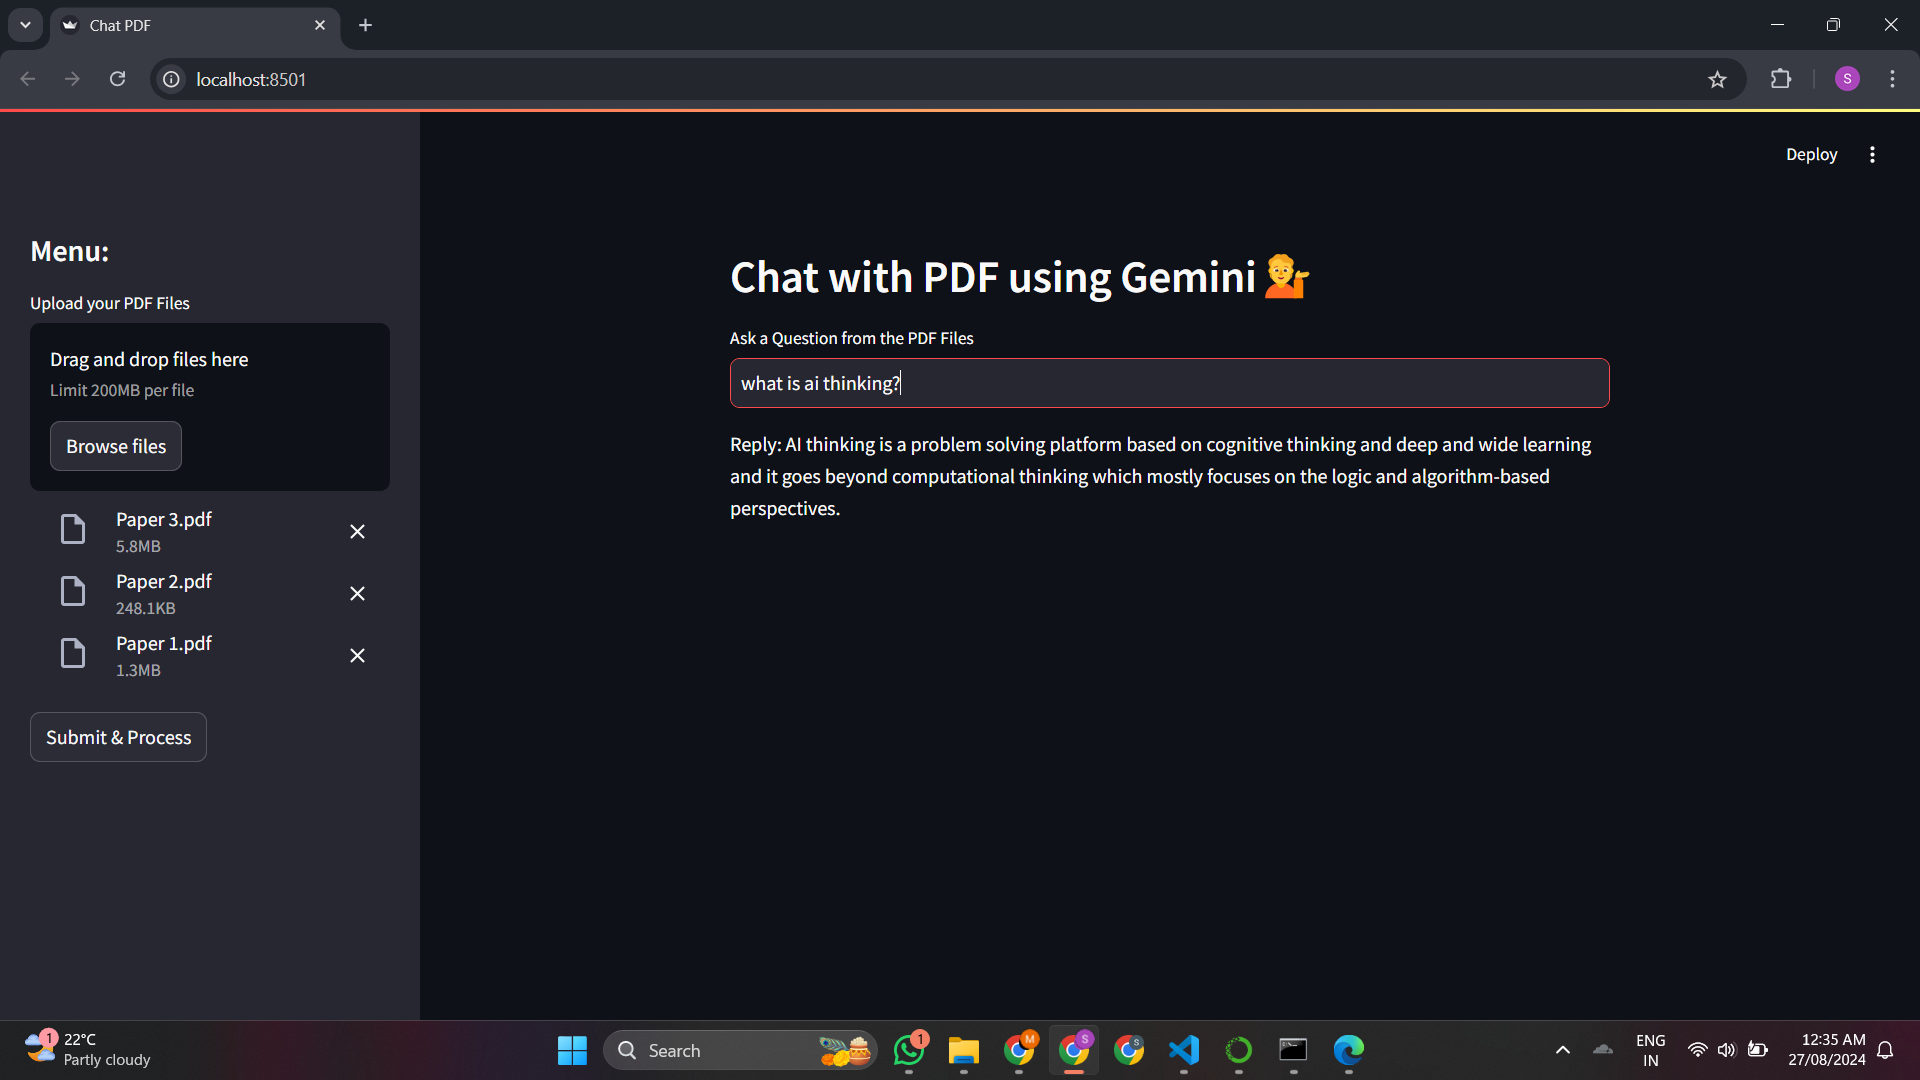 Chat PDF
localhost:8501
S
Deploy
Menu:
Upload your PDF Files
Drag and drop files here
Limit 200MB per file
Browse files
Paper 3.pdf
5.8MB
Paper 2.pdf
248.1KB
Paper 1.pdf
1.3MB
Submit & Process
Chat with PDF using Gemini💁
Ask a Question from the PDF Files
what is ai thinking?
Reply: AI thinking is a problem solving platform based on cognitive thinking and deep and wide learning
and it goes beyond computational thinking which mostly focuses on the logic and algorithm-based
perspectives.
1
22°C
Partly cloudy
Search
1
M
S
S
ENG
IN
12:35 AM
27/08/2024